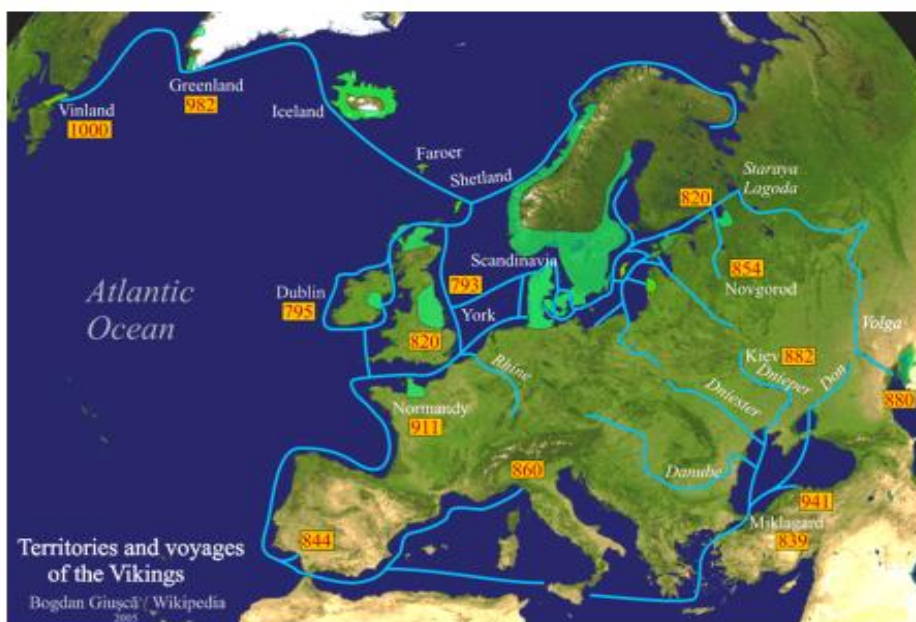 Greenland
982
Vinland
1000
Iceland
Faroer
Shetland
Staraya
Lagoda
820
Scandinavia
793
York
854
Novgorod
Dublin
795
Atlantic
Ocean
820
Rhine
Kiev 882
Dnieper
Don
Volga
880
Dniester
Normandy
911
Danube
860
941
Miklagard
839
844
Territories and voyages
of the Vikings
Bogdan Giuşcă / Wikipedia
2005